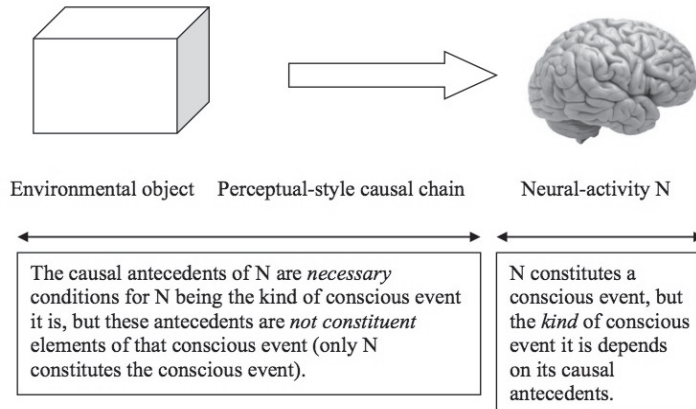 Environmental object Perceptual-style causal chain Neural-activity N
The causal antecedents of N are necessary
conditions for N being the kind of conscious event
it is, but these antecedents are not constituent
elements of that conscious event (only N
constitutes the conscious event).
N constitutes a
conscious event, but
the kind of conscious
event it is depends
on its causal
antecedents.